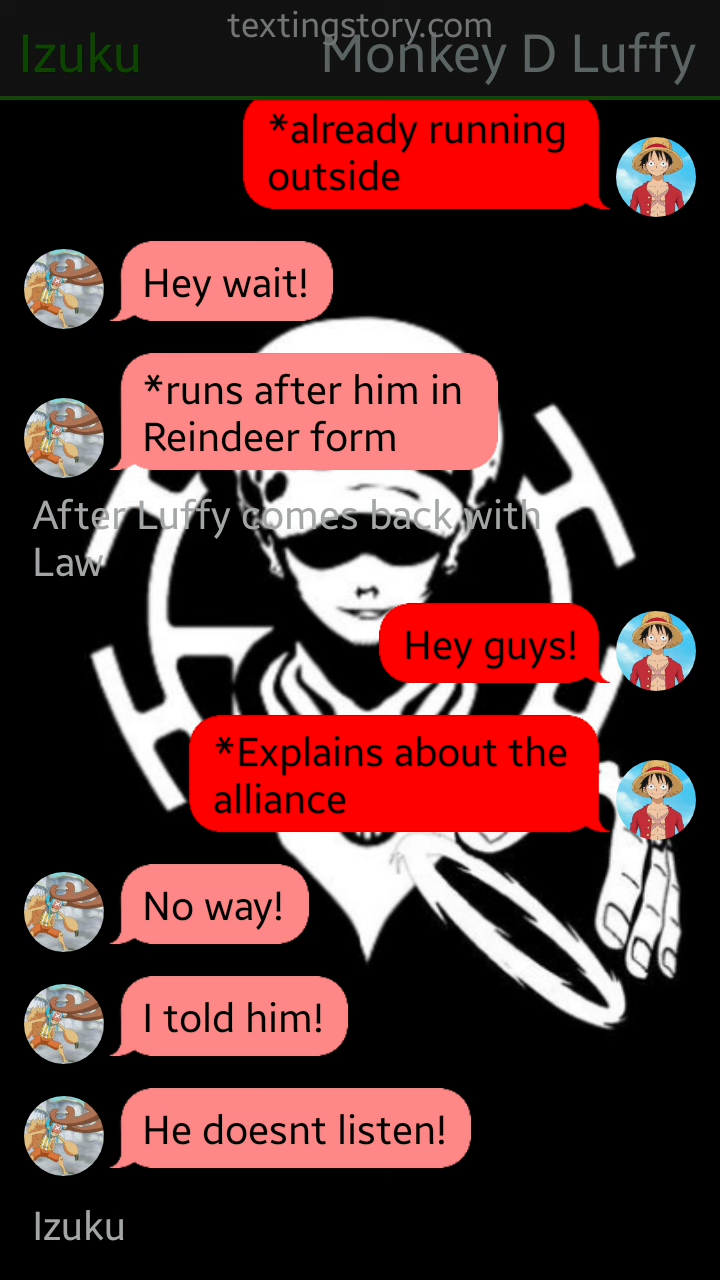 textingstory.com
Izuku
Monkey D Luffy
*already running
outside
Hey wait!
*runs after him in
Reindeer form
After Luffy comes back with
Law
Hey guys!
*Explains about the
alliance
No way!
I told him!
He doesnt listen!
Izuku